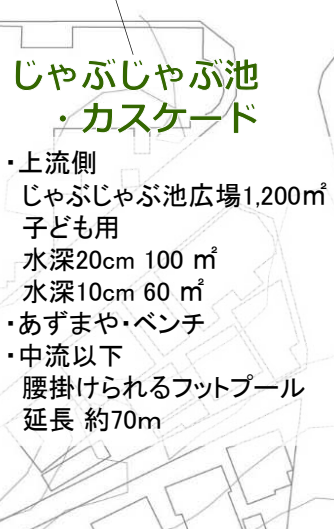 じゃぶじゃぶ池
・カスケード
・上流側
じゃぶじゃぶ池広場1,200㎡
子ども用
水深20cm 100 ㎡
水深10cm 60 ㎡
・あずまや・ベンチ
・中流以下
腰掛けられるフットプール
延長 約70m